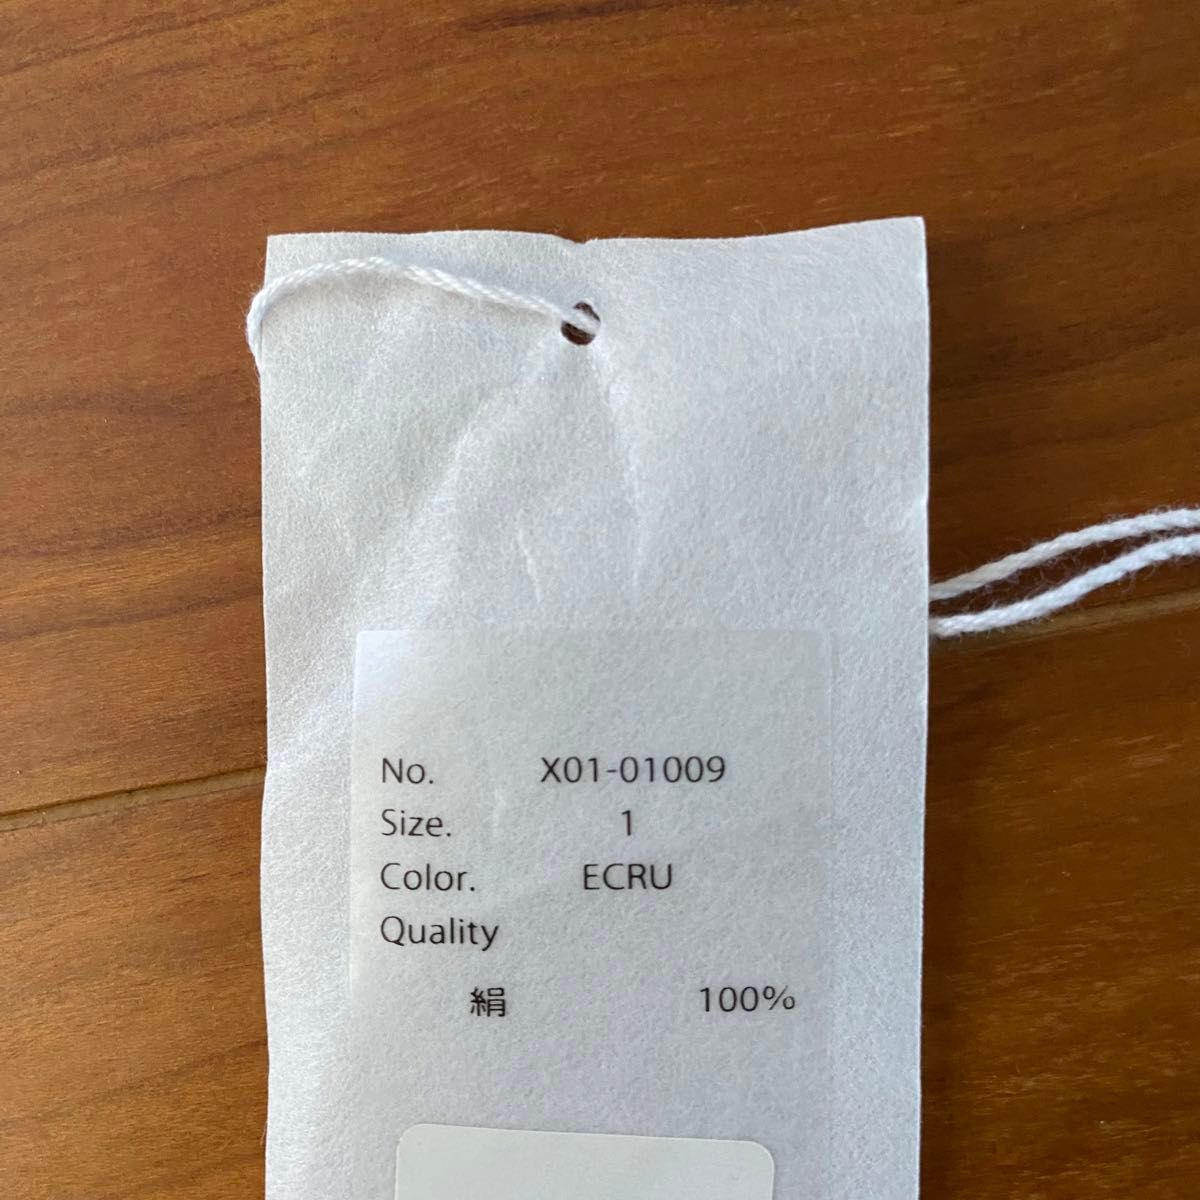 No. X01-01009
Size. 1
Color. ECRU
Quality
絹 100%